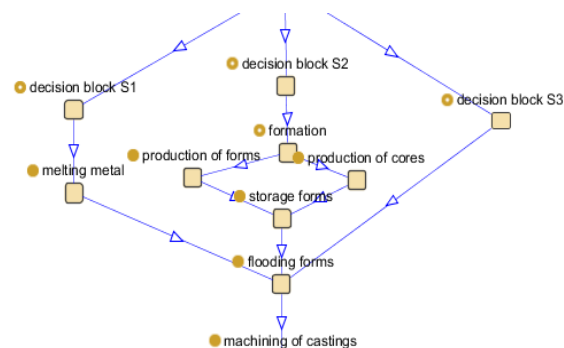 decision block S2
decision block S1
decision block S3
formation
production of forms
production of cores
melting metal
storage forms
flooding forms
machining of castings